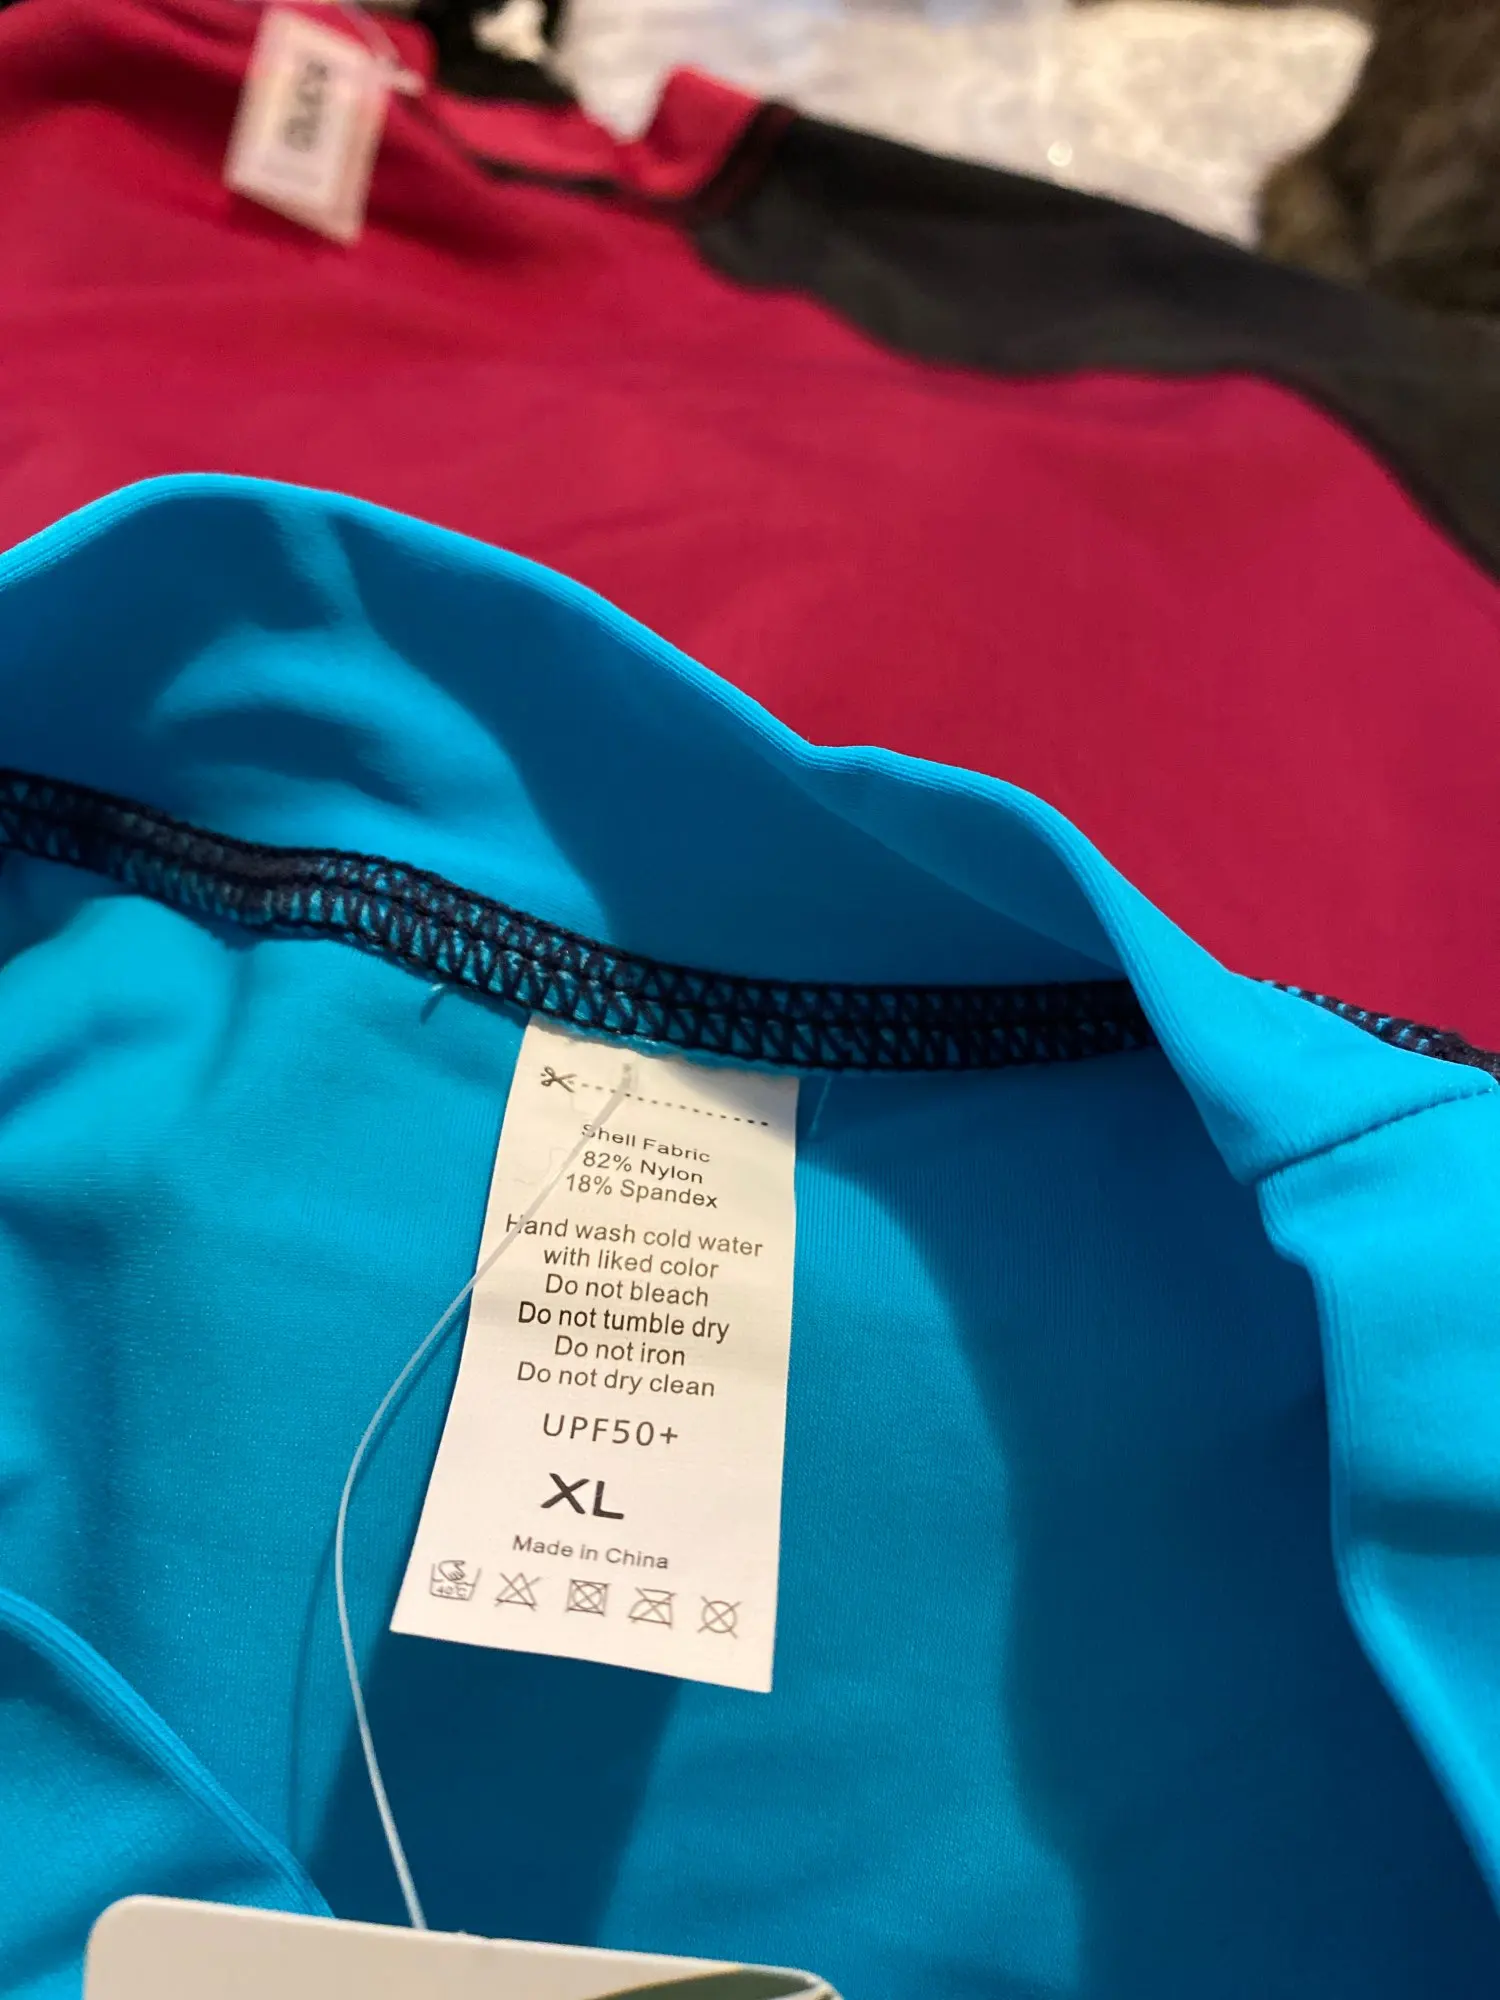 Shell Fabric
82% Nylon
18% Spandex
Hand wash cold water
with liked color
Do not bleach
Do not tumble dry
Do not iron
Do not dry clean
UPF50+
XL
Made in China
40°C